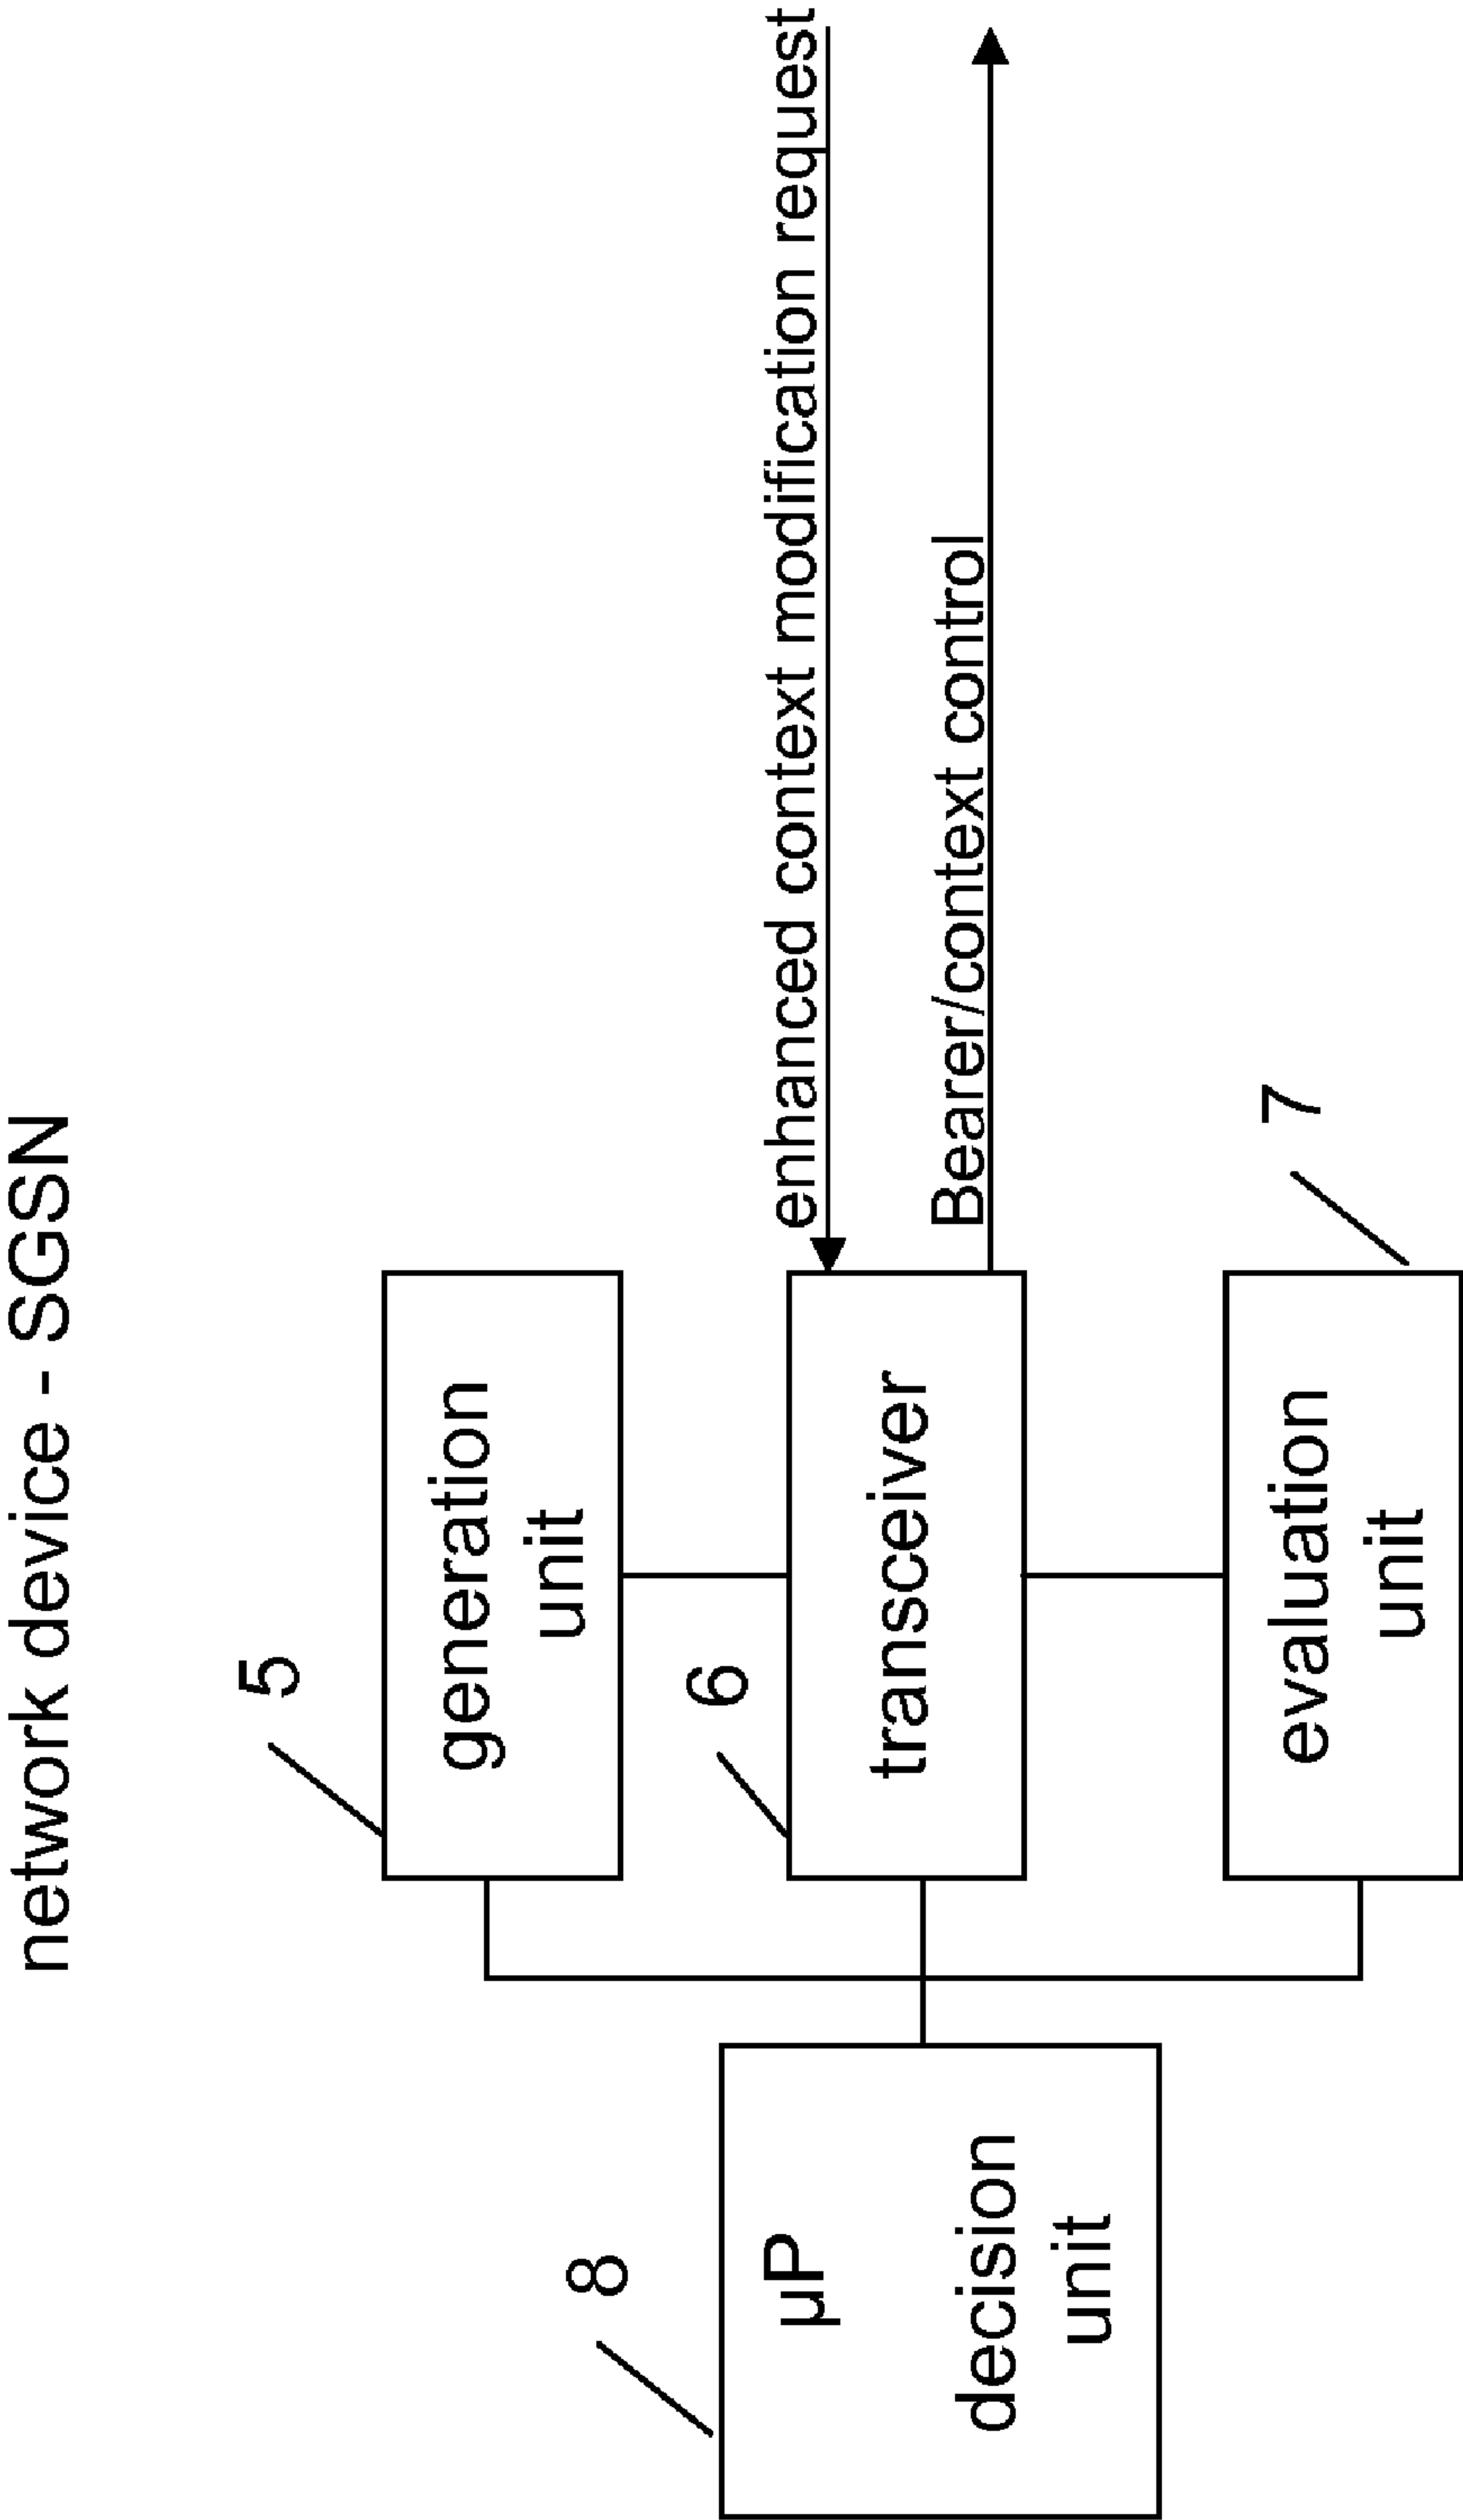 network device - SGSN
5
generation
unit
enhanced context modification request
6
transceiver
Bearer/context control
8
µP
decision
unit
7
evaluation
unit